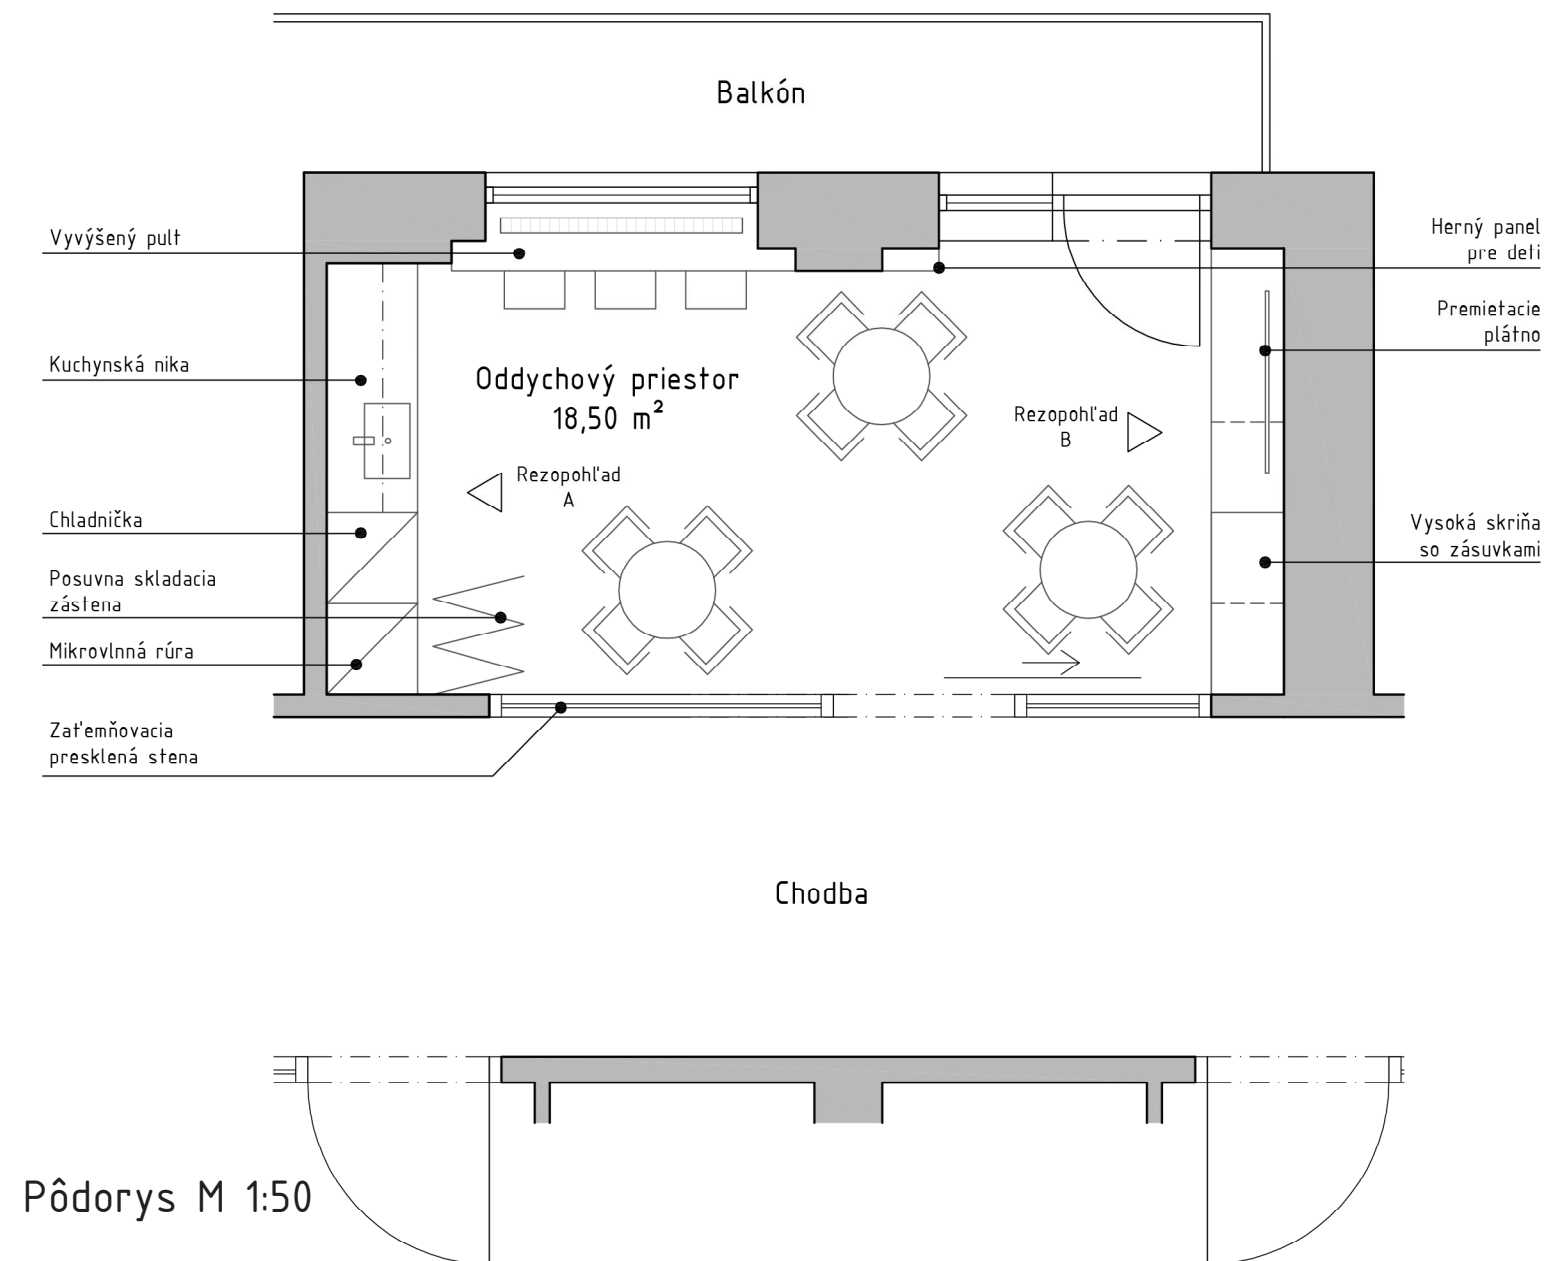 Balkón
Vyvýšený pult
Herný panel
pre deti
Premietacie
plátno
Kuchynská nika
Oddychový priestor
18,50 m²
Rezopohľad
B
Rezopohľad
A
Chladnička
Vysoká skriňa
so zásuvkami
Posuvna skladacia
zástena
Mikrovlnná rúra
Zaťemňovacia
presklená stena
Chodba
Pôdorys M 1:50